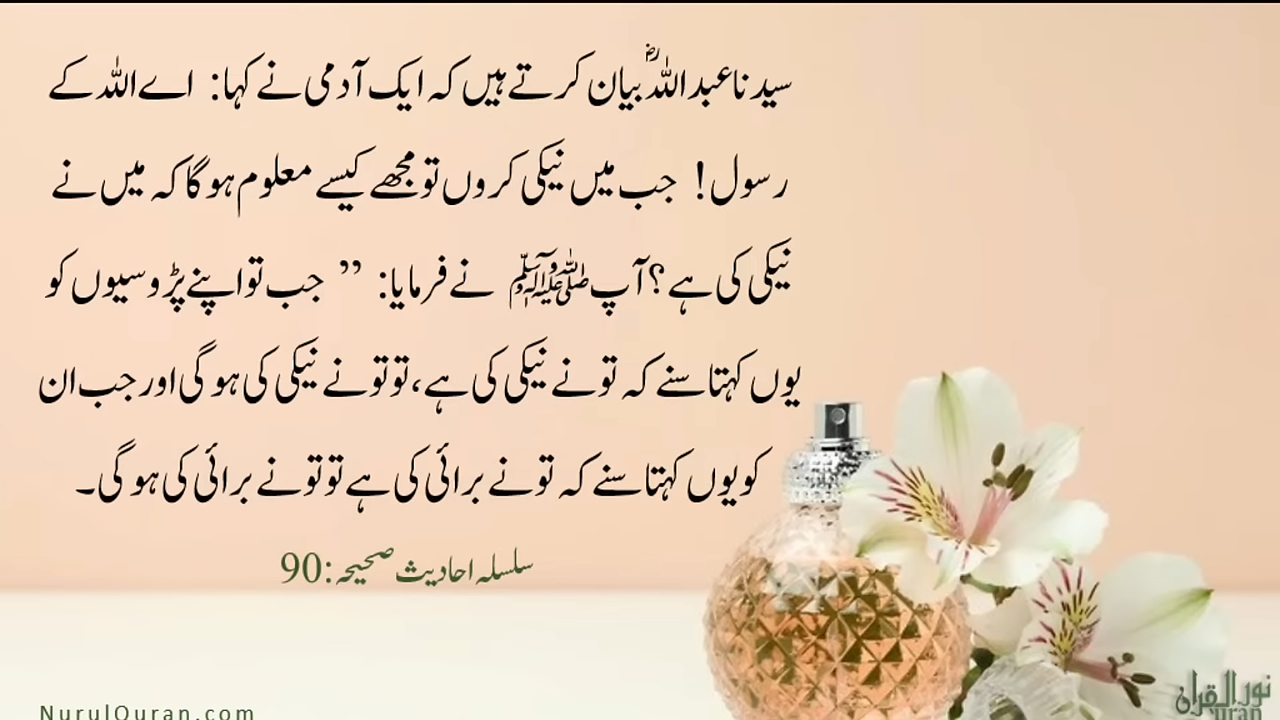 سیدنا عبداللہؓ بیان کرتے ہیں کہ ایک آدمی نے کہا: اے اللہ کے
رسول! جب میں نیکی کروں تو مجھے کیسے معلوم ہو گا کہ میں نے
نیکی کی ہے؟ آپ ﷺ نے فرمایا: ” جب تو اپنے پڑوسیوں کو
یوں کہتا سنے کہ تو نے نیکی کی ہے، تو تو نے نیکی کی ہو گی اور جب ان
کو یوں کہتا سنے کہ تو نے برائی کی ہے تو تو نے برائی کی ہو گی۔
سلسلہ احادیث صحیحہ: 90
NurulQuran.com
نور القرآن
uran